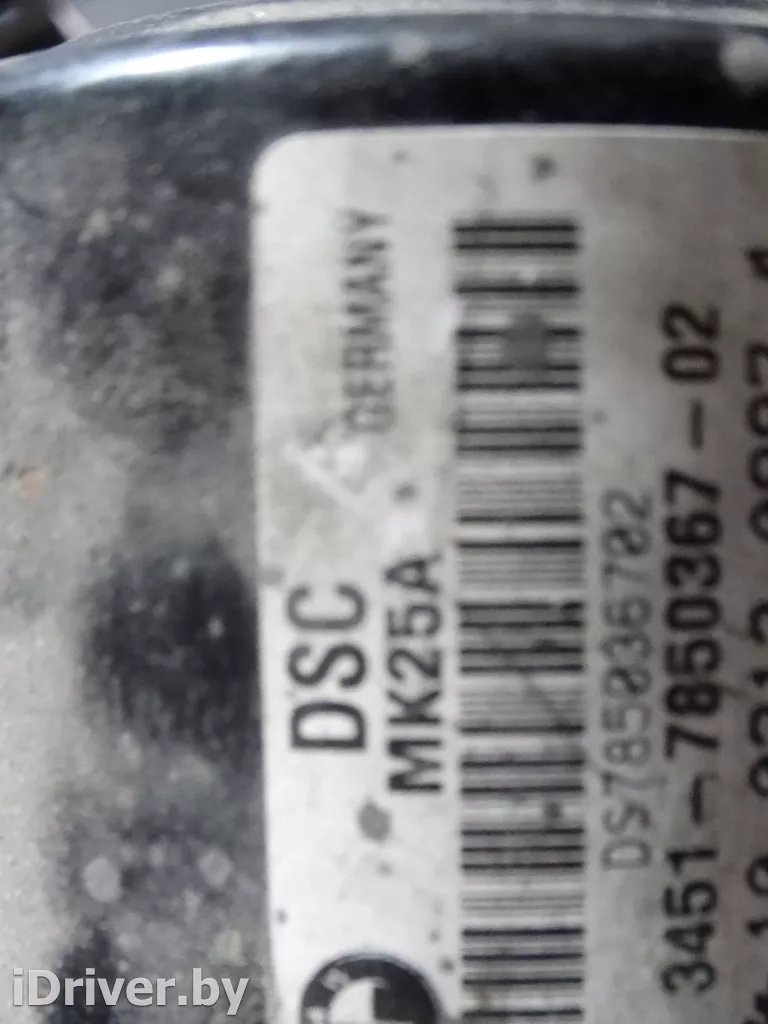 GERMANY
DSC
MK25A
DS785036702
3451-7850367-02
iDriver.by